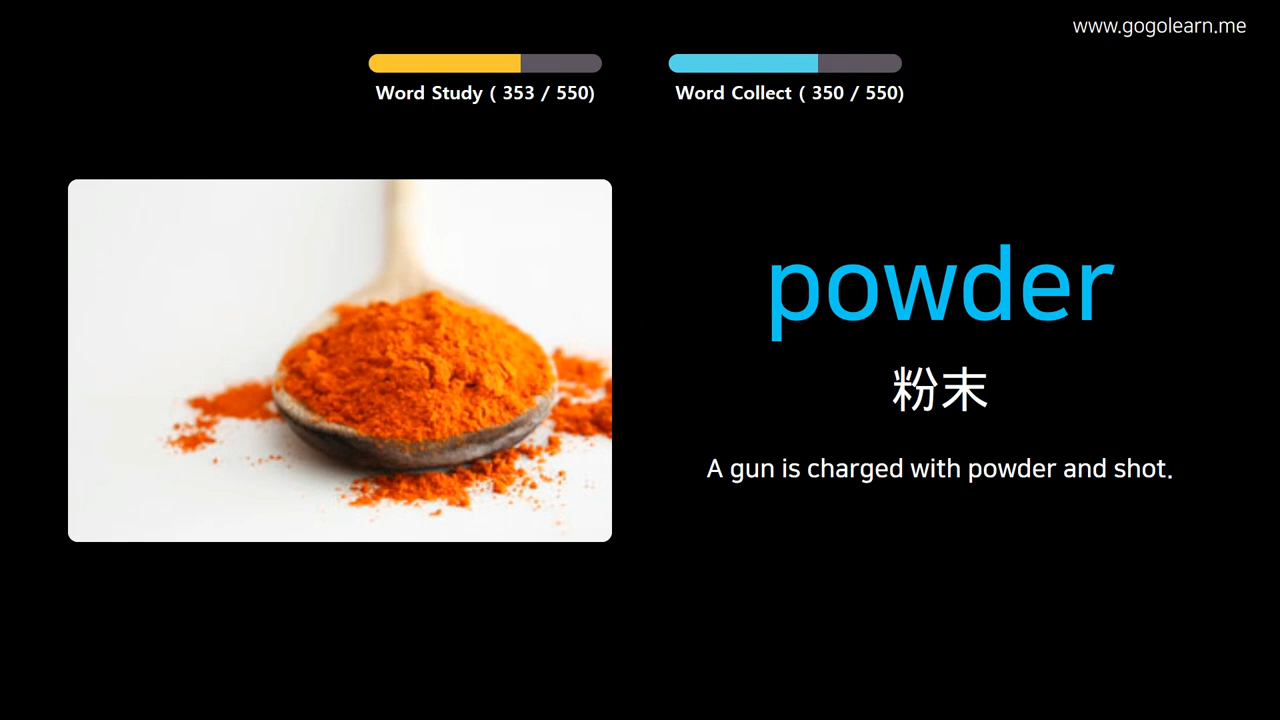 www.gogolearn.me
Word Study ( 353 / 550)
Word Collect ( 350 / 550)
powder
粉末
A gun is charged with powder and shot.